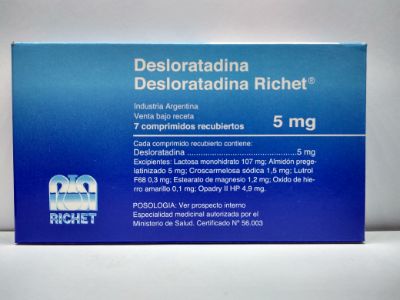 Desloratadina
Desloratadina Richet®
Industria Argentina
Venta bajo receta
7 comprimidos recubiertos 5 mg
Cada comprimido recubierto contiene:
Desloratadina ................................................5 mg
Excipientes: Lactosa monohidrato 107 mg; Almidón prege-
latinizado 5 mg; Croscarmelosa sódica 1,5 mg; Lutrol
F68 0,3 mg; Estearato de magnesio 1,2 mg; Oxido de hie-
rro amarillo 0,1 mg; Opadry II HP 4,9 mg.
POSOLOGIA: Ver prospecto interno
Especialidad medicinal autorizada por el
Ministerio de Salud. Certificado N° 56.003
RICHET